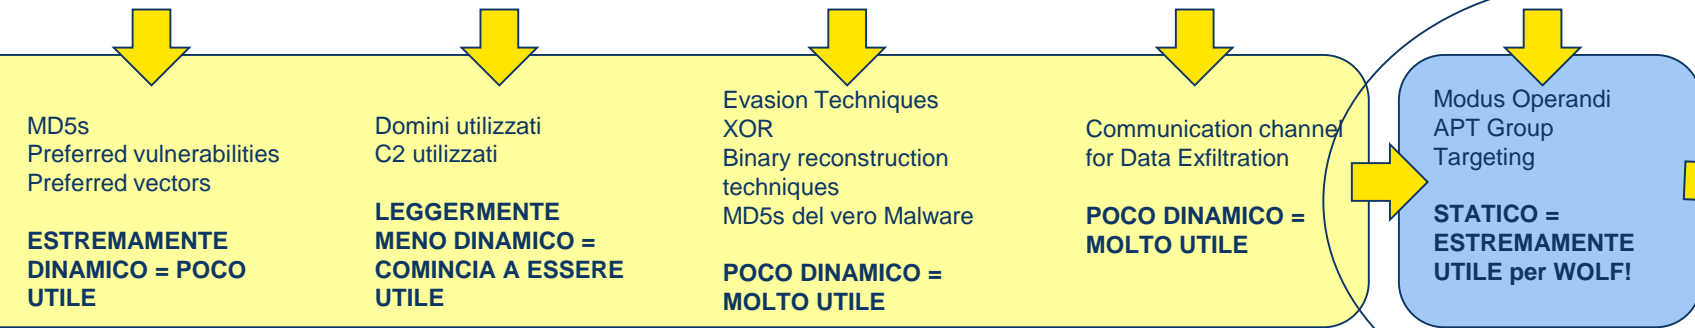 MD5s
Preferred vulnerabilities
Preferred vectors
ESTREMAMENTE
DINAMICO = POCO
UTILE
Domini utilizzati
C2 utilizzati
LEGGERMENTE
MENO DINAMICO =
COMINCIA A ESSERE
UTILE
Evasion Techniques
XOR
Binary reconstruction
techniques
MD5s del vero Malware
POCO DINAMICO =
MOLTO UTILE
Communication channel
for Data Exfiltration
POCO DINAMICO =
MOLTO UTILE
Modus Operandi
APT Group
Targeting
STATICO =
ESTREMAMENTE
UTILE per WOLF!